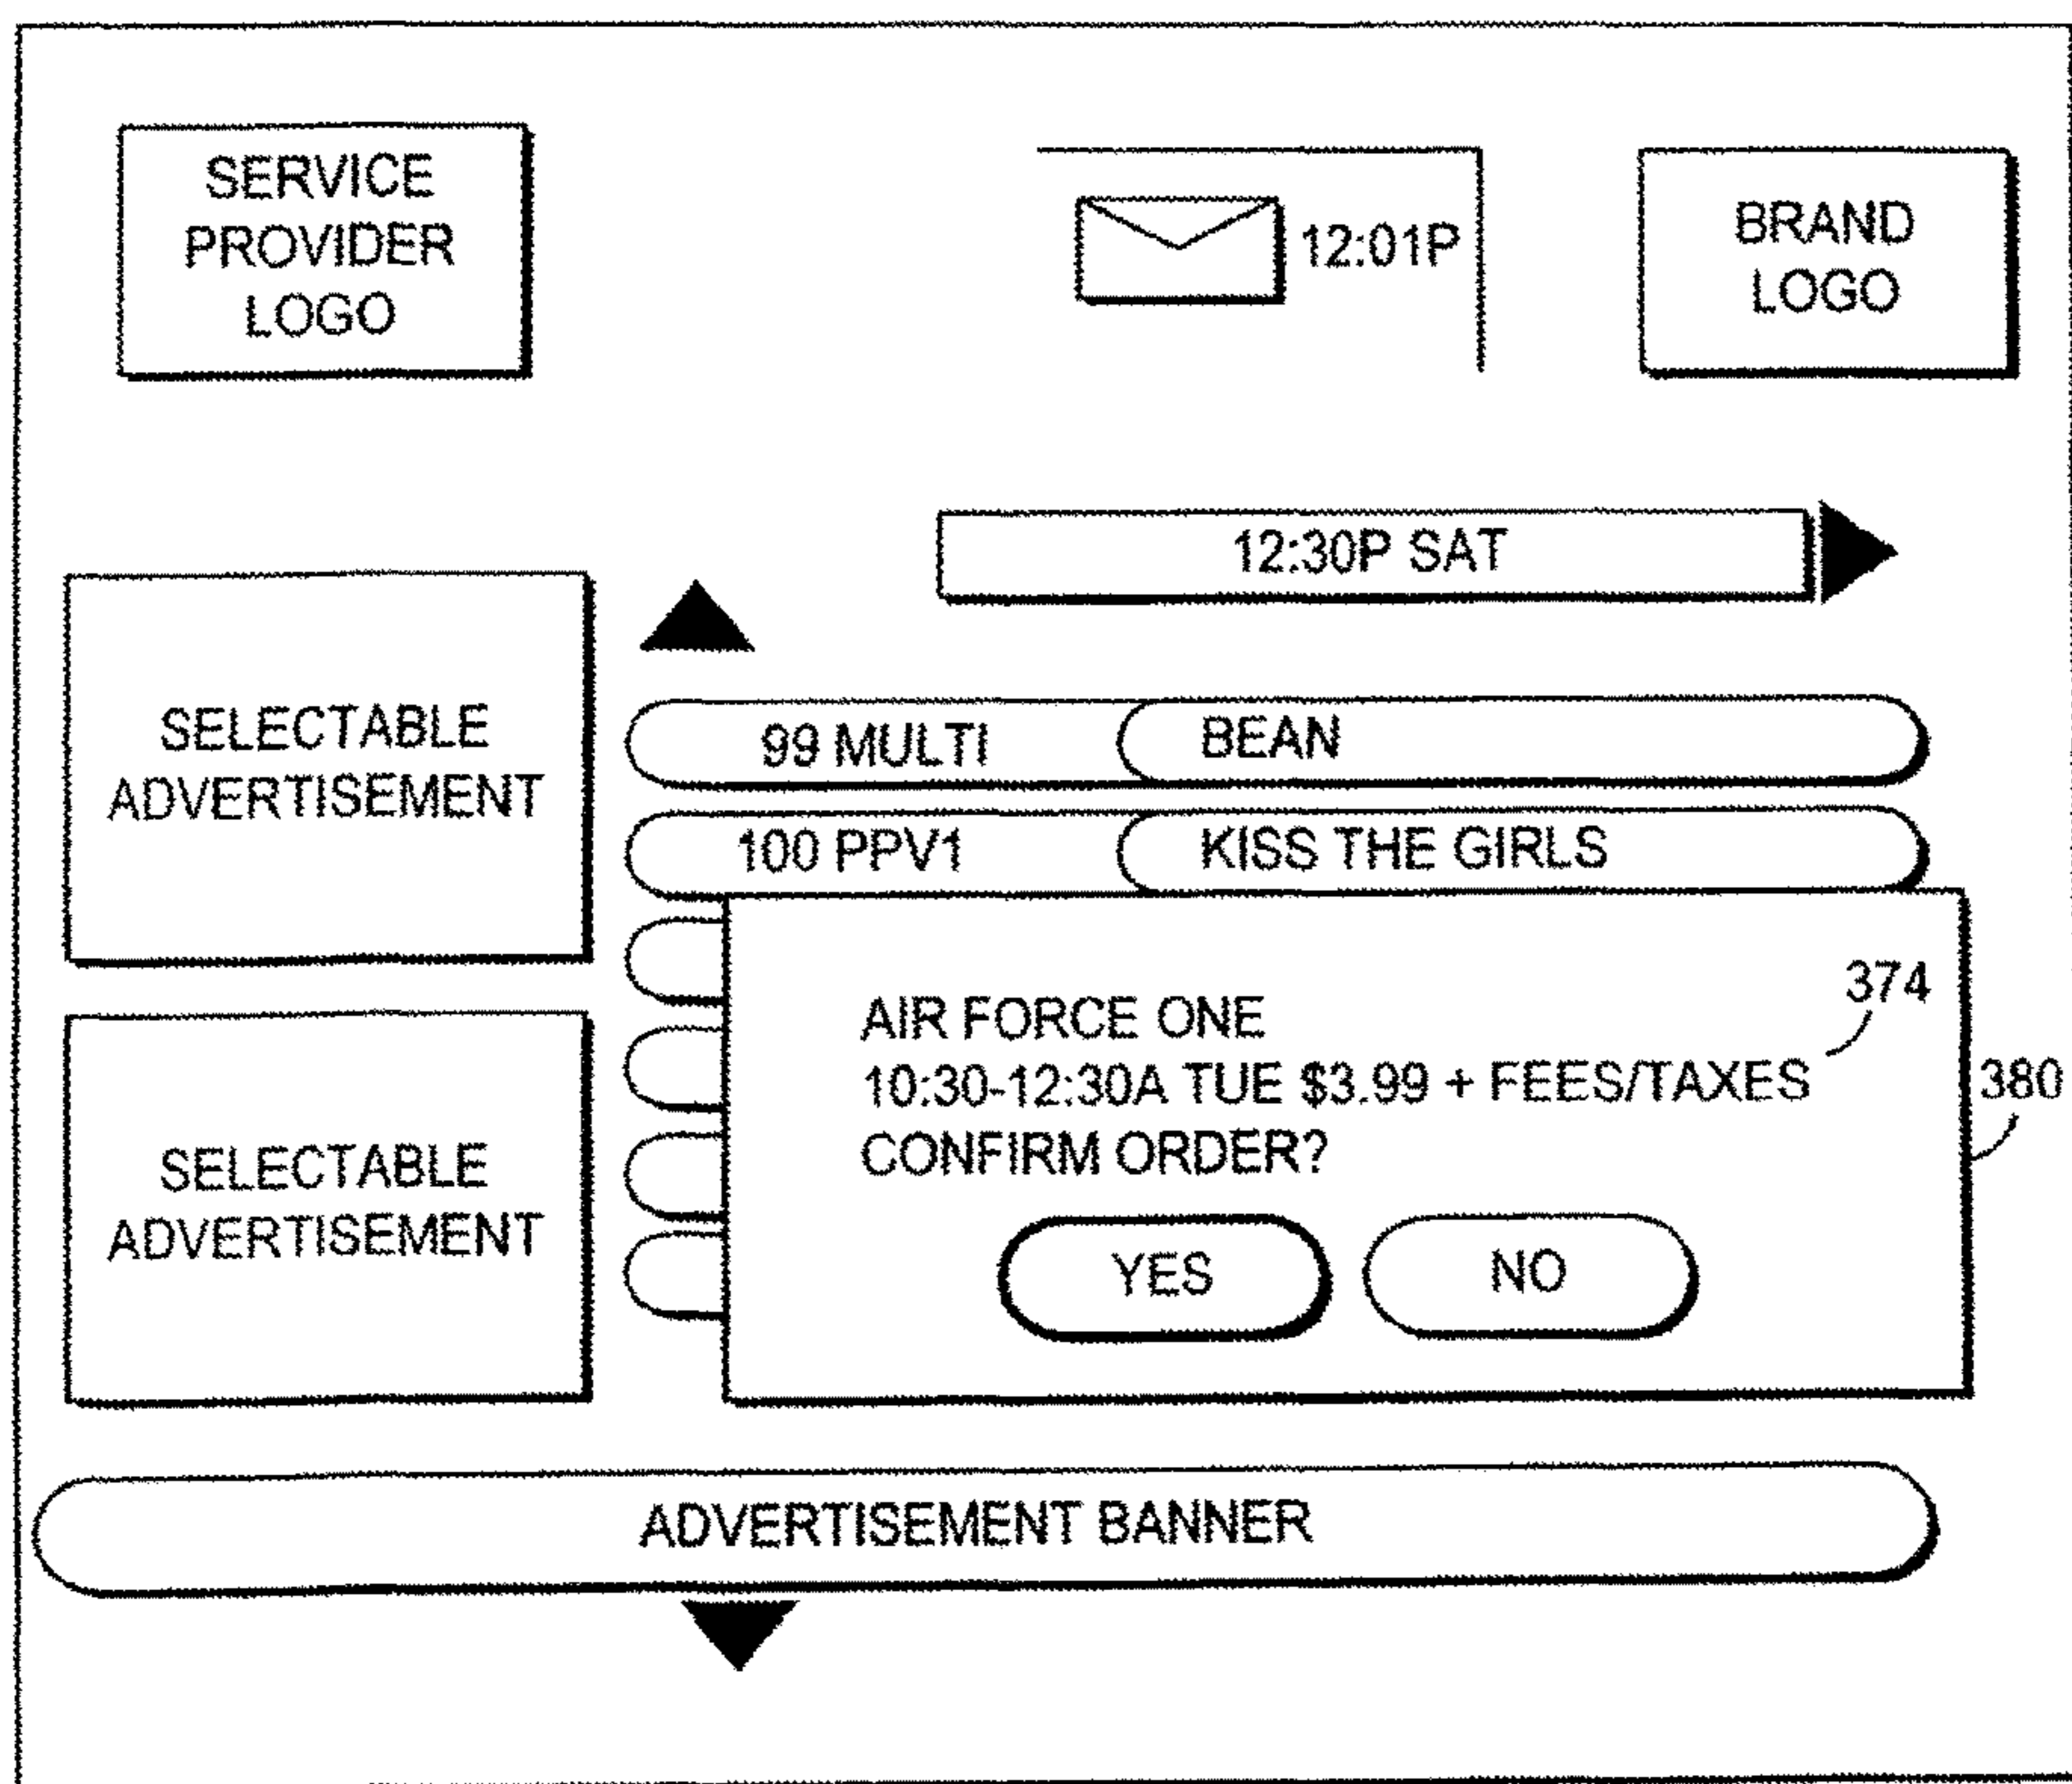 SERVICE
PROVIDER
LOGO
12:01P
BRAND
LOGO
12:30P SAT
SELECTABLE
ADVERTISEMENT
99 MULTI BEAN
100 PPV1 KISS THE GIRLS
374
AIR FORCE ONE
10:30-12:30A TUE $3.99 + FEES/TAXES
380
CONFIRM ORDER?
YES NO
SELECTABLE
ADVERTISEMENT
ADVERTISEMENT BANNER